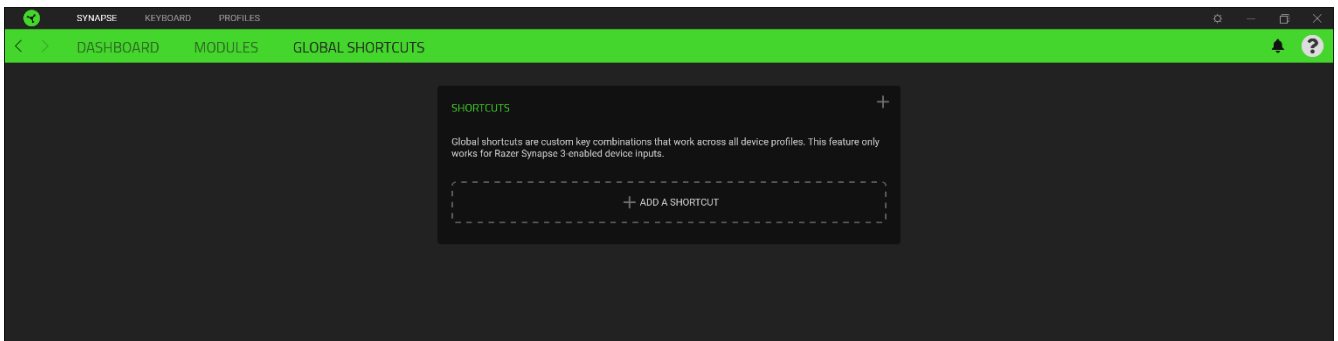 SYNAPSE KEYBOARD PROFILES
DASHBOARD MODULES GLOBAL SHORTCUTS
?
SHORTCUTS
Global shortcuts are custom key combinations that work across all device profiles. This feature only
works for Razer Synapse 3-enabled device inputs.
ADD A SHORTCUT